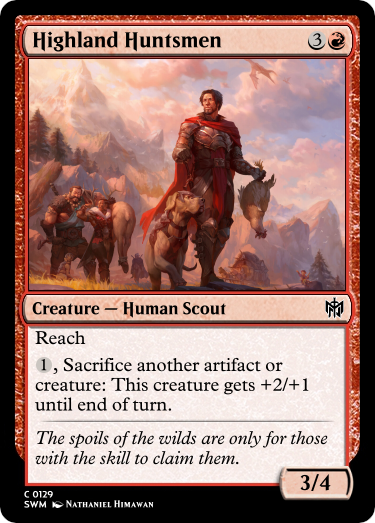 Highland Huntsmen 3
Creature — Human Scout
Reach
1, Sacrifice another artifact or
creature: This creature gets +2/+1
until end of turn.
The spoils of the wilds are only for those
with the skill to claim them.
3/4
C 0129
SWM Nathaniel Himawan